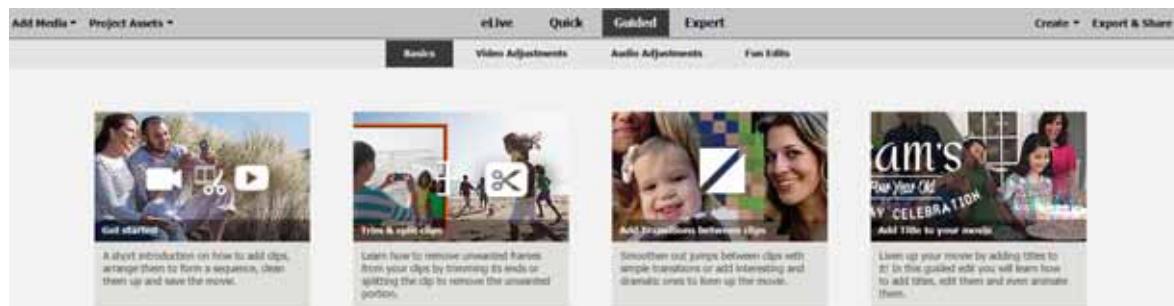 Add Media Project Assets eLive Quick Guided Expert Create Export & Share
Basics Video Adjustments Audio Adjustments Fun Edits
am's
Four Year Old
AY CELEBRATION
Get started
Trim & split clips
Add Transitions between clips
Add Title to your movie
A short introduction on how to add clips,
arrange them to form a sequence, clean
them up and save the movie.
Learn how to remove unwanted frames
from your clips by trimming its ends or
splitting the clip to remove the unwanted
portion.
Smoothen out jumps between clips with
simple transitions or add interesting and
dramatic ones to liven up the movie.
Liven up your movie by adding titles to
it! In this guided edit you will learn how
to add titles, edit them and even animate
them.